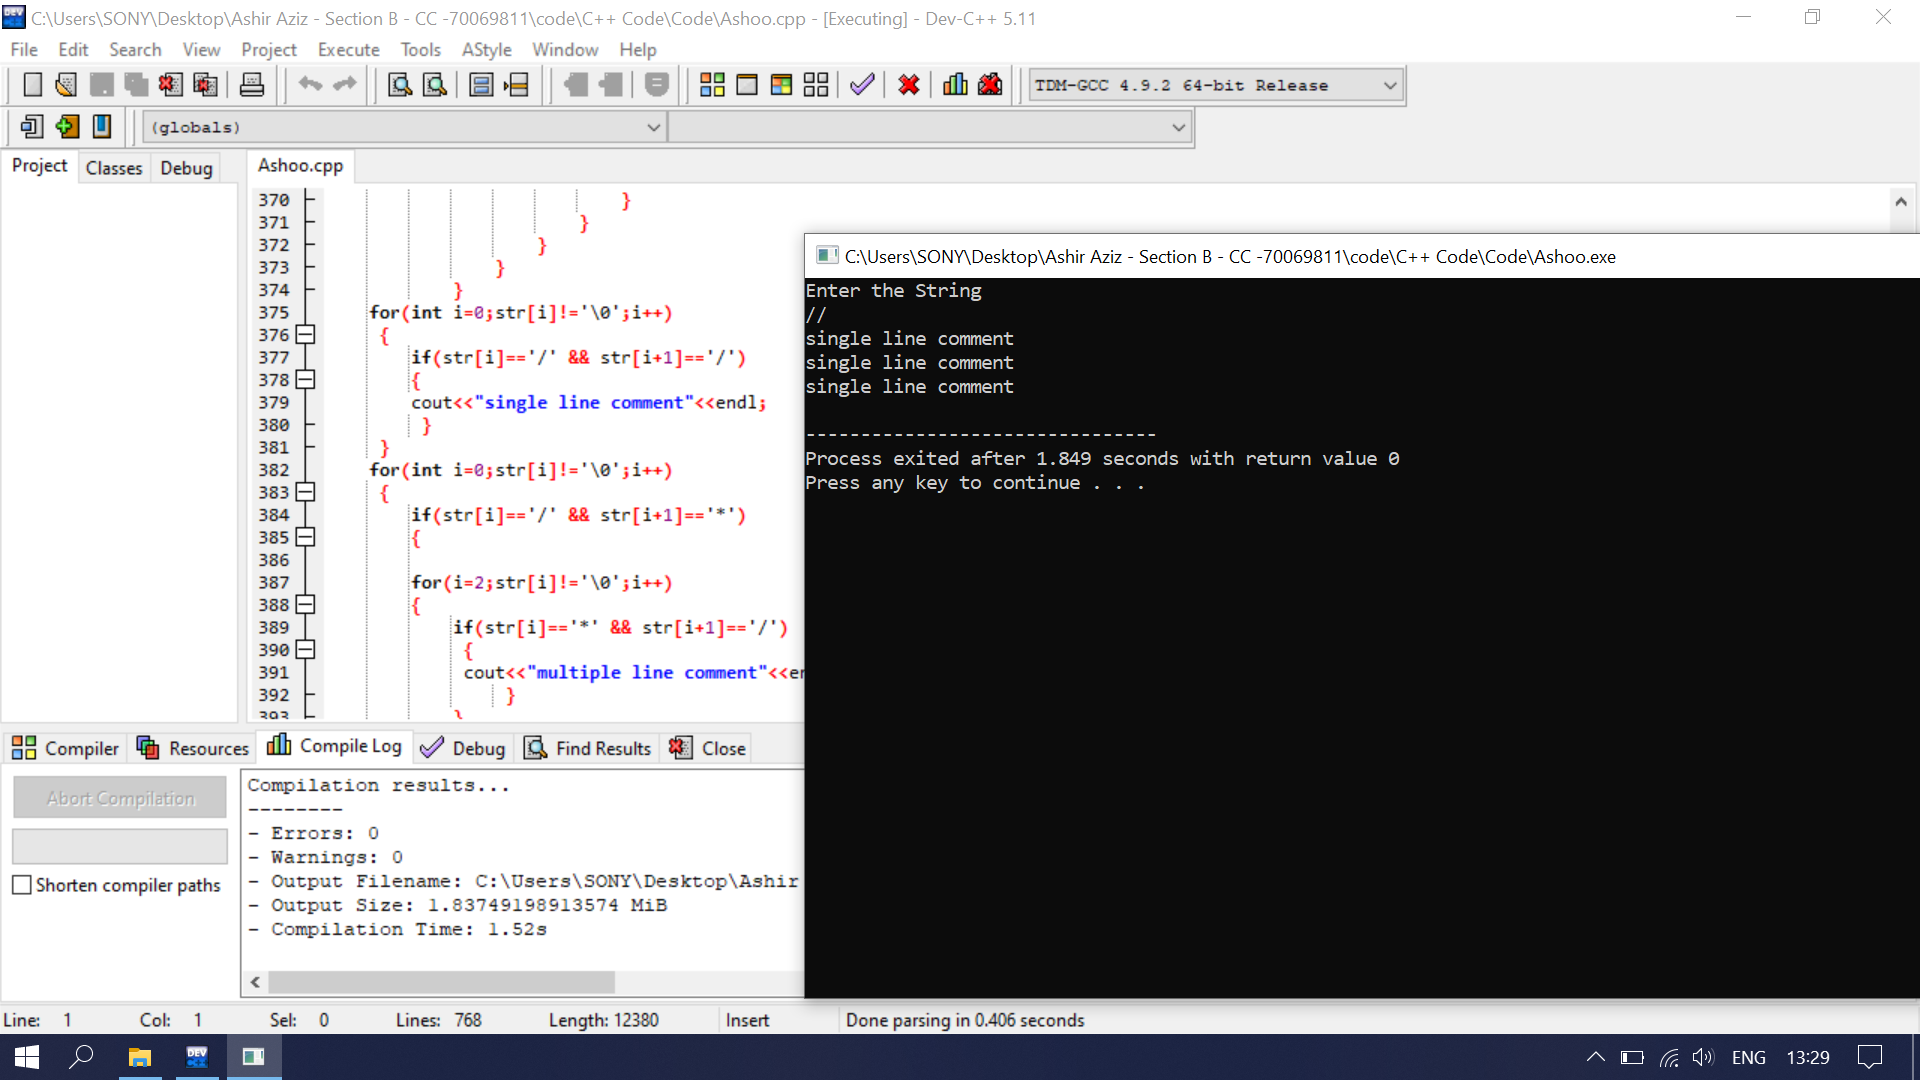 C:\Users\SONY\Desktop\Ashir Aziz - Section B - CC -70069811\code\C++ Code\Code\Ashoo.cpp - [Executing] - Dev-C++ 5.11
File Edit Search View Project Execute Tools AStyle Window Help
TDM-GCC 4.9.2 64-bit Release
(globals)
Project Classes Debug
Ashoo.cpp
370 }
371 }
372 }
373 }
374 }
375 for(int i=0;str[i]!='\0';i++)
376 {
377 if(str[i]=='/' && str[i+1]=='/')
378 {
379 cout<<"single line comment"<<endl;
380 }
381 }
382 for(int i=0;str[i]!='\0';i++)
383 {
384 if(str[i]=='/' && str[i+1]=='*')
385 {
386
387 for(i=2;str[i]!='\0';i++)
388 {
389 if(str[i]=='*' && str[i+1]=='/')
390 {
391 cout<<"multiple line comment"<<en
392 }
393 }
C:\Users\SONY\Desktop\Ashir Aziz - Section B - CC -70069811\code\C++ Code\Code\Ashoo.exe
Enter the String
//
single line comment
single line comment
single line comment
--------------------------------
Process exited after 1.849 seconds with return value 0
Press any key to continue . . .
Compiler Resources Compile Log Debug Find Results Close
Abort Compilation
Shorten compiler paths
Compilation results...
--------
- Errors: 0
- Warnings: 0
- Output Filename: C:\Users\SONY\Desktop\Ashir
- Output Size: 1.83749198913574 MiB
- Compilation Time: 1.52s
Line: 1 Col: 1 Sel: 0 Lines: 768 Length: 12380 Insert Done parsing in 0.406 seconds
DEV
ENG 13:29